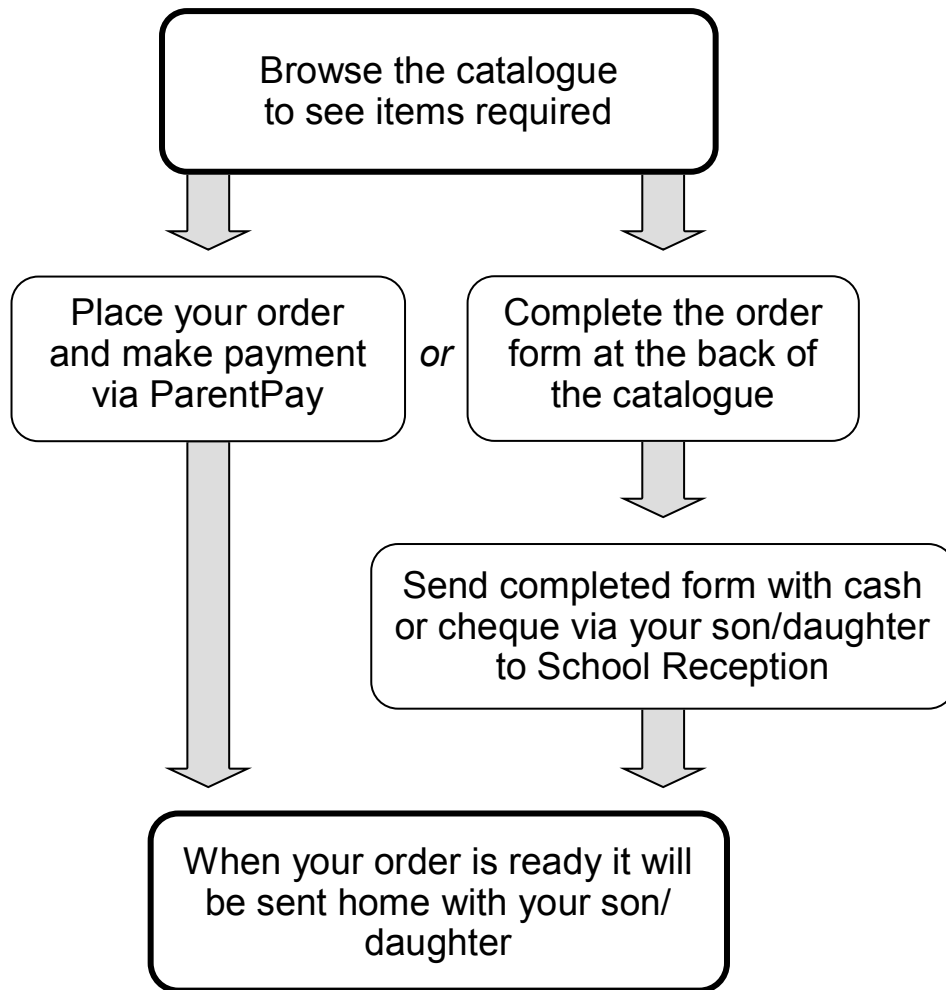 Browse the catalogue
to see items required
Place your order
and make payment
via ParentPay
or
Complete the order
form at the back of
the catalogue
Send completed form with cash
or cheque via your son/daughter
to School Reception
When your order is ready it will
be sent home with your son/
daughter